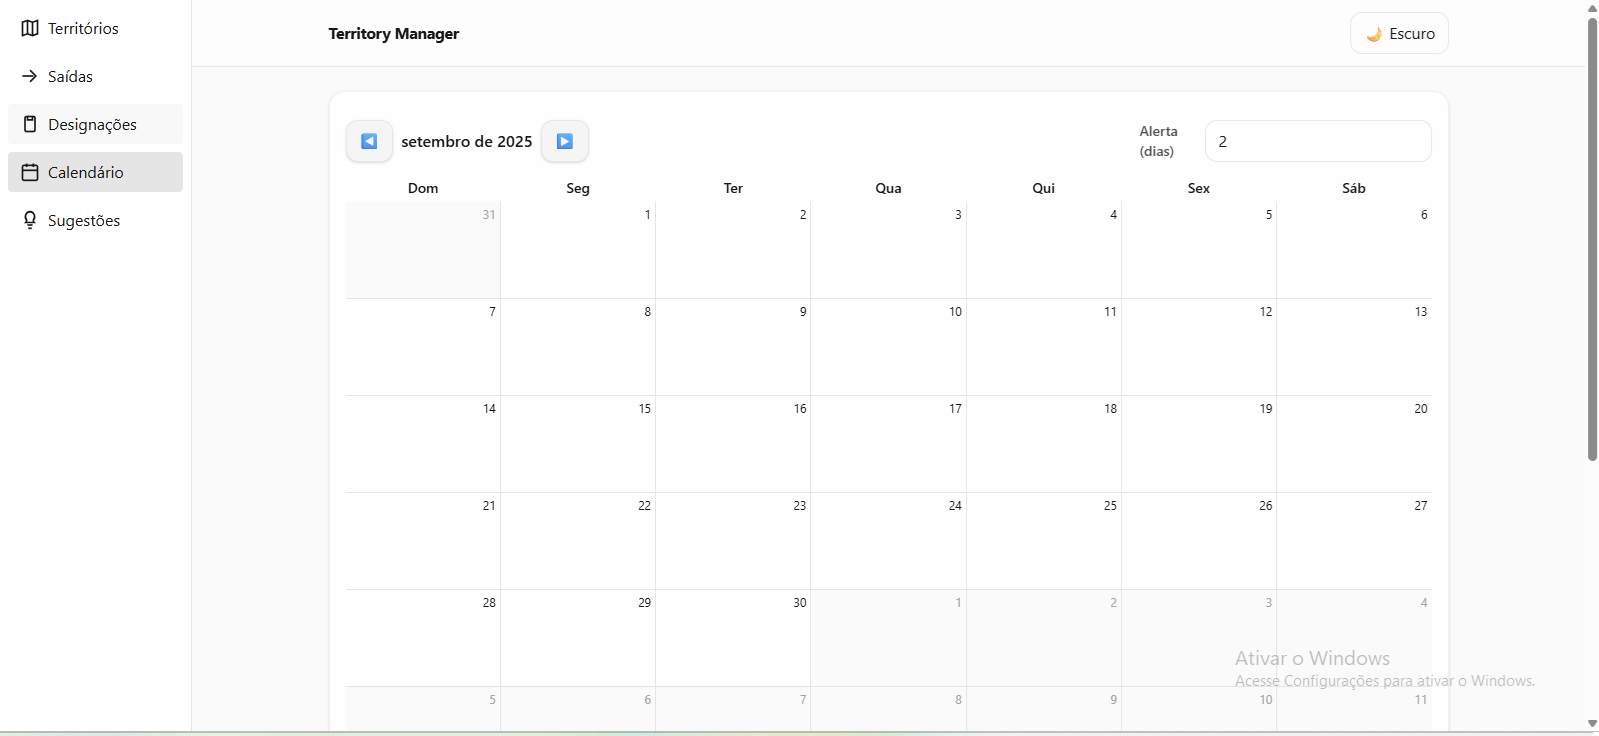 Territórios
Saídas
Designações
Calendário
Sugestões
Territory Manager
🌙 Escuro
◀ setembro de 2025 ▶
Alerta
(dias)
2
Dom Seg Ter Qua Qui Sex Sáb
31 1 2 3 4 5 6
7 8 9 10 11 12 13
14 15 16 17 18 19 20
21 22 23 24 25 26 27
28 29 30 1 2 3 4
5 6 7 8 9 10 11
Ativar o Windows
Acesse Configurações para ativar o Windows.